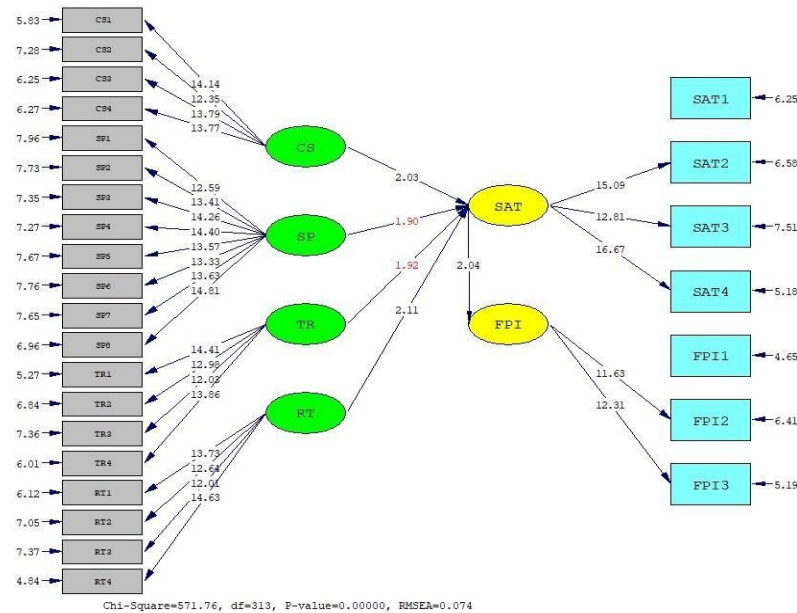 5.83 CS1
7.28 CS2
6.25 CS3
6.27 CS4
7.96 SP1
7.73 SP2
7.35 SP3
7.27 SP4
7.67 SP5
7.76 SP6
7.65 SP7
6.96 SP8
5.27 TR1
6.84 TR2
7.36 TR3
6.01 TR4
6.12 RT1
7.05 RT2
7.37 RT3
4.84 RT4
14.14
12.35
13.79
13.77
12.59
13.41
14.26
14.40
13.57
13.33
13.63
14.81
14.41
12.98
12.03
13.86
13.73
12.64
12.01
14.63
CS
SP
TR
RT
2.03
1.90
1.92
2.11
SAT
2.04
FPI
15.09
12.81
16.67
11.63
12.31
SAT1 6.25
SAT2 6.58
SAT3 7.51
SAT4 5.18
FPI1 4.65
FPI2 6.41
FPI3 5.19
Chi-Square=571.76, df=313, P-value=0.00000, RMSEA=0.074